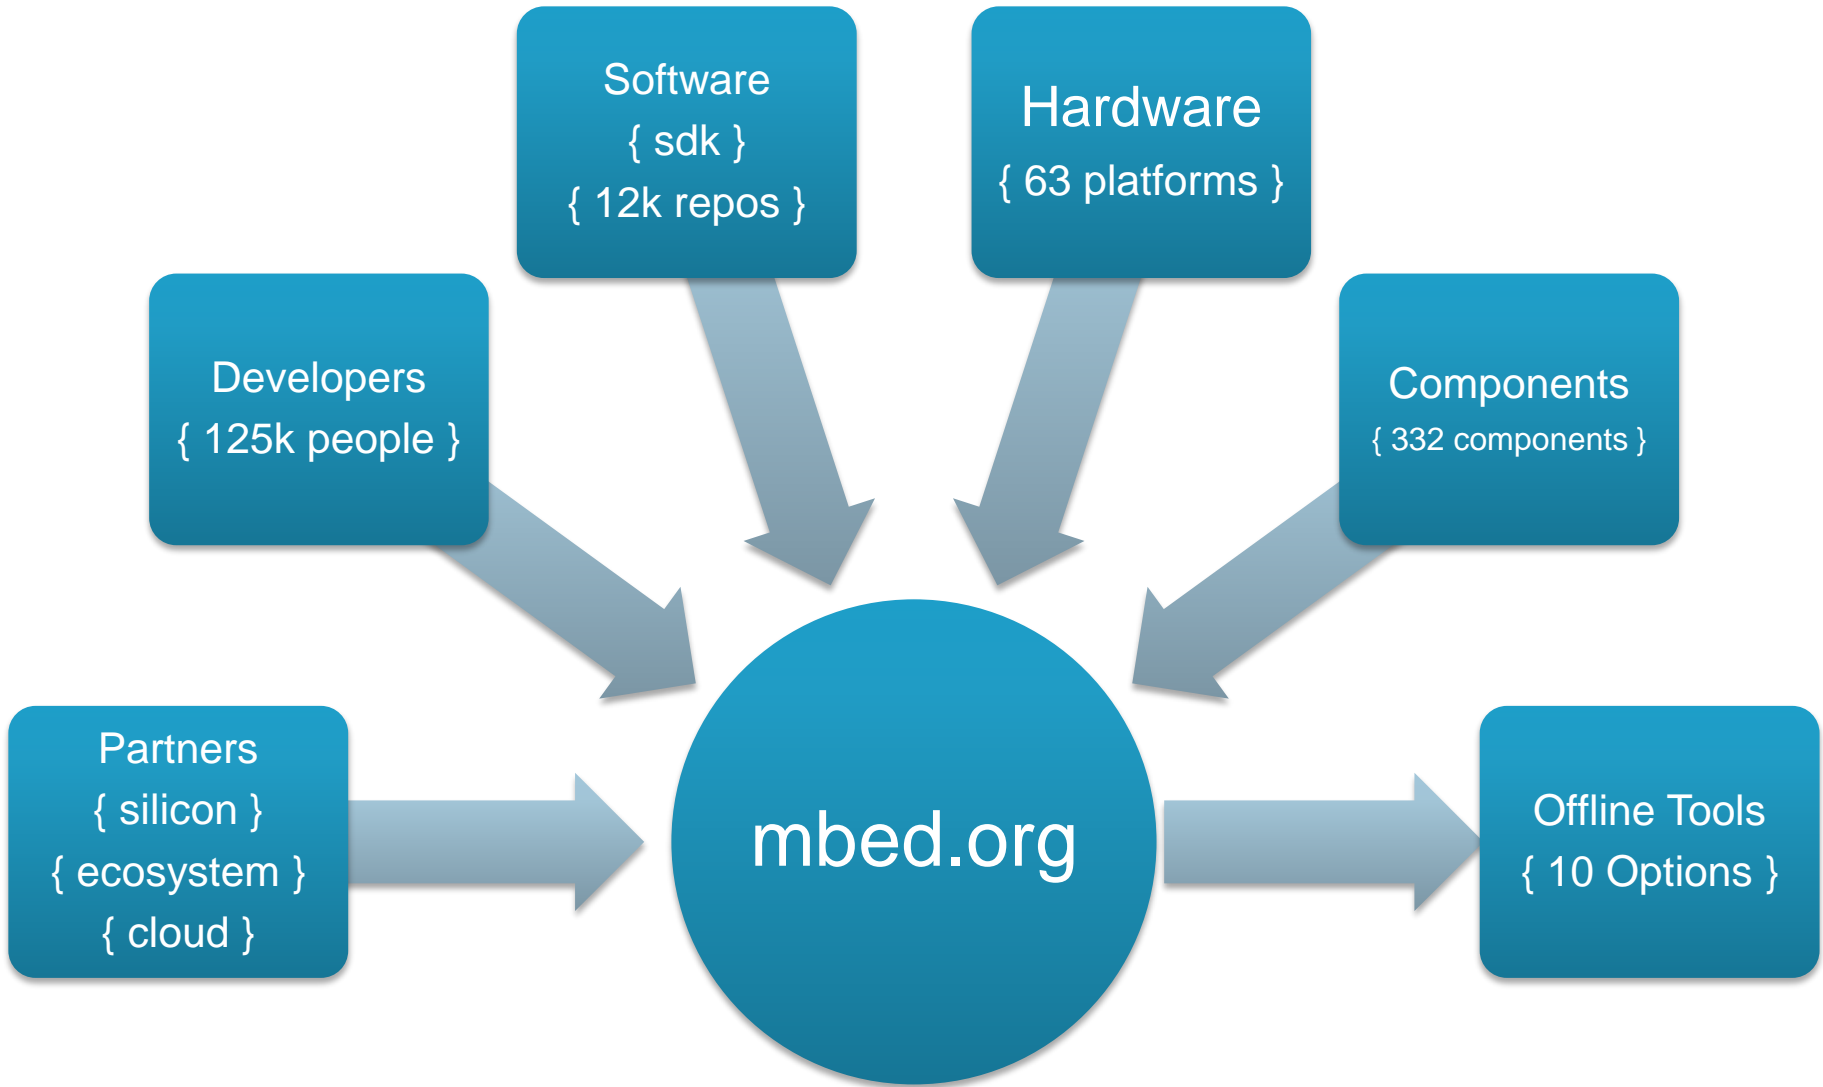 Software
{ sdk }
{ 12k repos }
Hardware
{ 63 platforms }
Developers
{ 125k people }
Components
{ 332 components }
Partners
{ silicon }
{ ecosystem }
{ cloud }
mbed.org
Offline Tools
{ 10 Options }